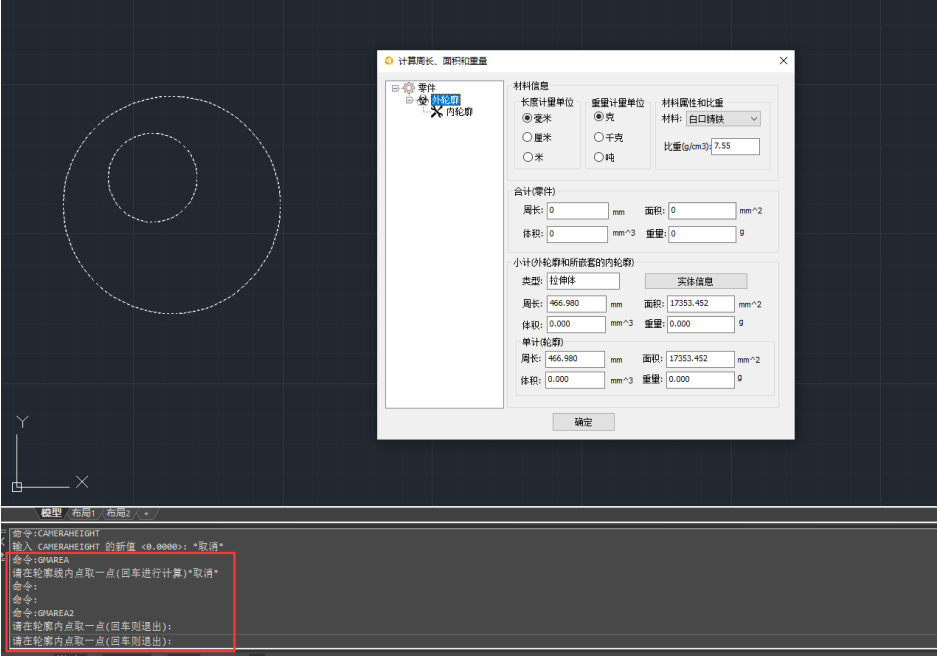 计算周长、面积和重量
零件
外轮廓
内轮廓
材料信息
长度计量单位
毫米
厘米
米
重量计量单位
克
千克
吨
材料属性和比重
材料: 白口铸铁
比重(g/cm3): 7.55
合计(零件)
周长: 0 mm 面积: 0 mm^2
体积: 0 mm^3 重量: 0 g
小计(外轮廓和所嵌套的内轮廓)
类型: 拉伸体 实体信息
周长: 466.980 mm 面积: 17353.452 mm^2
体积: 0.000 mm^3 重量: 0.000 g
单计(轮廓)
周长: 466.980 mm 面积: 17353.452 mm^2
体积: 0.000 mm^3 重量: 0.000 g
确定
Y
X
模型 布局1 布局2 +
命令:CAMERAHEIGHT
输入 CAMERAHEIGHT 的新值 <0.0000>: *取消*
命令:GMAREA
请在轮廓线内点取一点(回车进行计算)*取消*
命令:
命令:
命令:GMAREA2
请在轮廓内点取一点(回车则退出):
请在轮廓内点取一点(回车则退出):